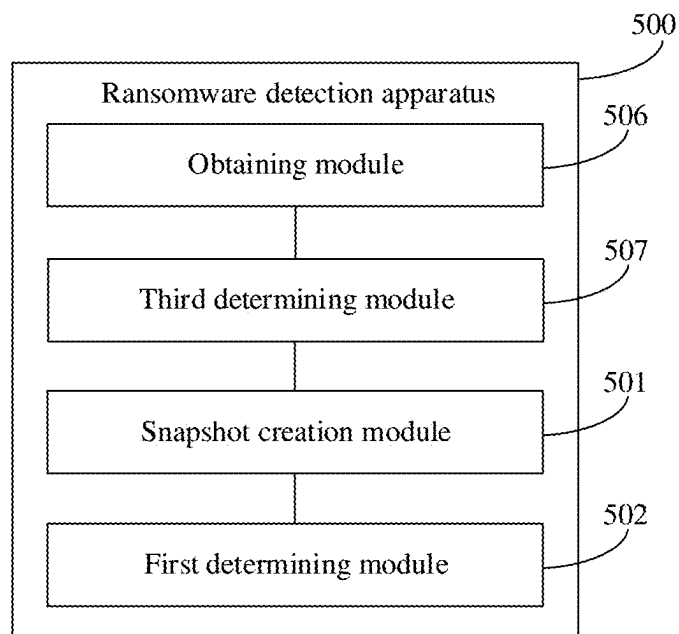 500
Ransomware detection apparatus
506
Obtaining module
507
Third determining module
501
Snapshot creation module
502
First determining module